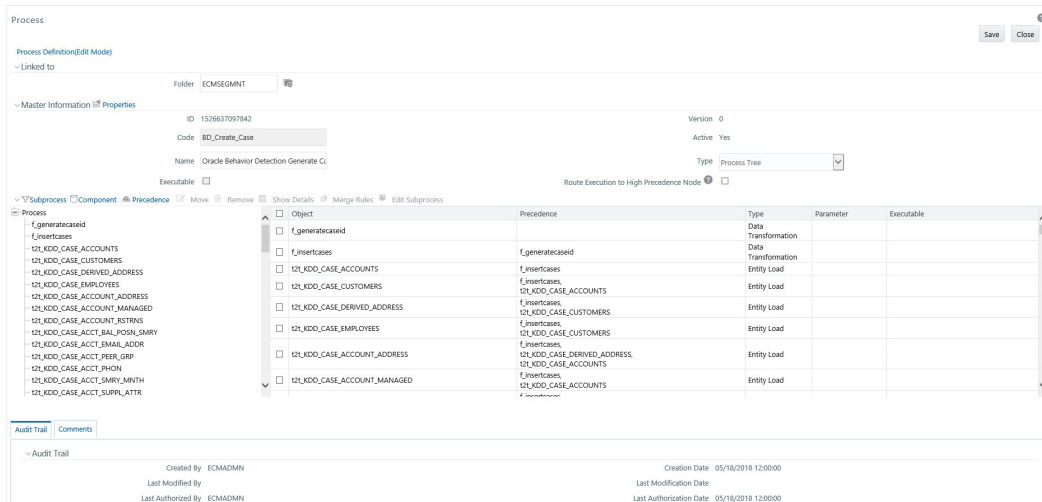 Process
Save Close
Process Definition(Edit Mode)
Linked to
Folder ECMSEGMNT
Master Information Properties
ID 1526637097842 Version 0
Code BD_Create_Case Active Yes
Name Oracle Behavior Detection Generate Ca Type Process Tree
Executable Route Execution to High Precedence Node
Subprocess Component Precedence Move Remove Show Details Merge Rules Edit Subprocess
Process
f_generatecaseid
f_insertcases
t2t_KDD_CASE_ACCOUNTS
t2t_KDD_CASE_CUSTOMERS
t2t_KDD_CASE_DERIVED_ADDRESS
t2t_KDD_CASE_EMPLOYEES
t2t_KDD_CASE_ACCOUNT_ADDRESS
t2t_KDD_CASE_ACCOUNT_MANAGED
t2t_KDD_CASE_ACCOUNT_RSTRNS
t2t_KDD_CASE_ACCT_BAL_POSN_SMRY
t2t_KDD_CASE_ACCT_EMAIL_ADDR
t2t_KDD_CASE_ACCT_PEER_GRP
t2t_KDD_CASE_ACCT_PHON
t2t_KDD_CASE_ACCT_SMRY_MNTH
t2t_KDD_CASE_ACCT_SUPPL_ATTR
Object Precedence Type Parameter Executable
f_generatecaseid Data
Transformation
f_insertcases f_generatecaseid Data
Transformation
t2t_KDD_CASE_ACCOUNTS f_insertcases Entity Load
t2t_KDD_CASE_CUSTOMERS f_insertcases,
t2t_KDD_CASE_ACCOUNTS Entity Load
t2t_KDD_CASE_DERIVED_ADDRESS f_insertcases,
t2t_KDD_CASE_CUSTOMERS Entity Load
t2t_KDD_CASE_EMPLOYEES f_insertcases,
t2t_KDD_CASE_CUSTOMERS Entity Load
t2t_KDD_CASE_ACCOUNT_ADDRESS f_insertcases,
t2t_KDD_CASE_DERIVED_ADDRESS,
t2t_KDD_CASE_ACCOUNTS Entity Load
t2t_KDD_CASE_ACCOUNT_MANAGED f_insertcases,
t2t_KDD_CASE_ACCOUNTS Entity Load
f_insertcases
Audit Trail Comments
Audit Trail
Created By ECMADMN Creation Date 05/18/2018 12:00:00
Last Modified By Last Modification Date
Last Authorized By ECMADMN Last Authorization Date 05/18/2018 12:00:00